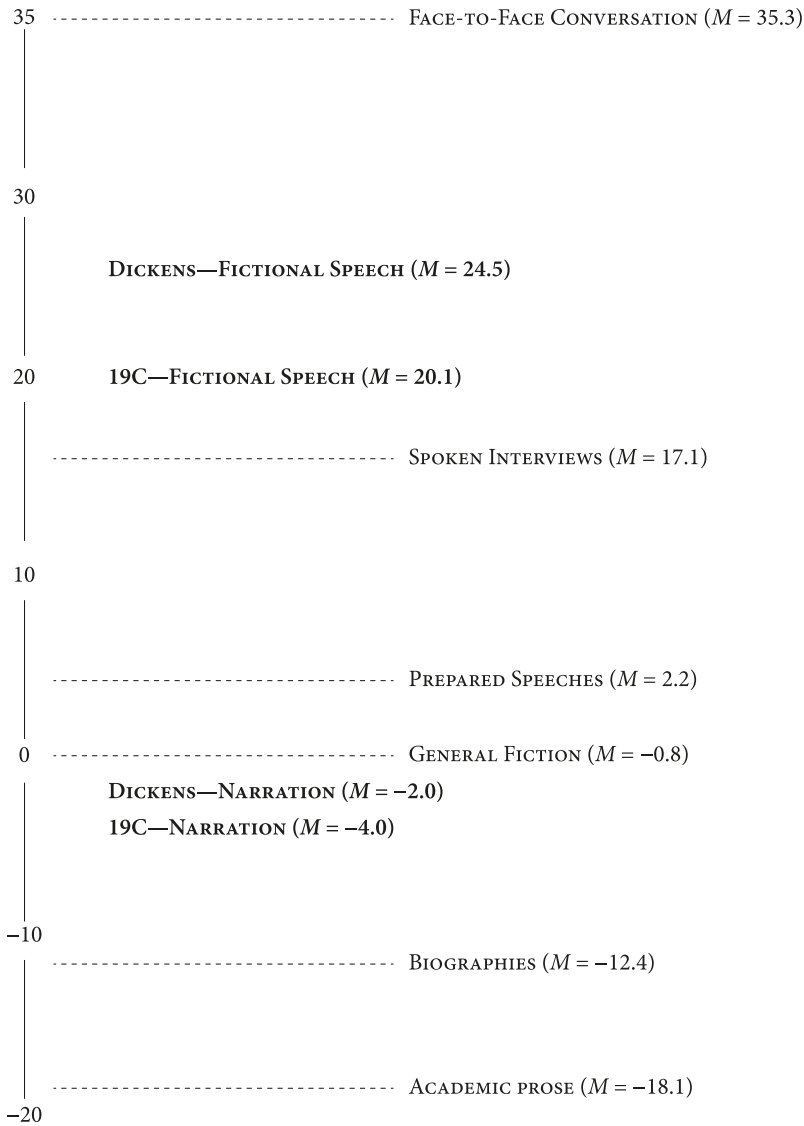 35 Face-to-Face Conversation (M = 35.3)
30
Dickens—Fictional Speech (M = 24.5)
20 19C—Fictional Speech (M = 20.1)
Spoken Interviews (M = 17.1)
10
Prepared Speeches (M = 2.2)
0 General Fiction (M = −0.8)
Dickens—Narration (M = −2.0)
19C—Narration (M = −4.0)
−10
Biographies (M = −12.4)
Academic prose (M = −18.1)
−20